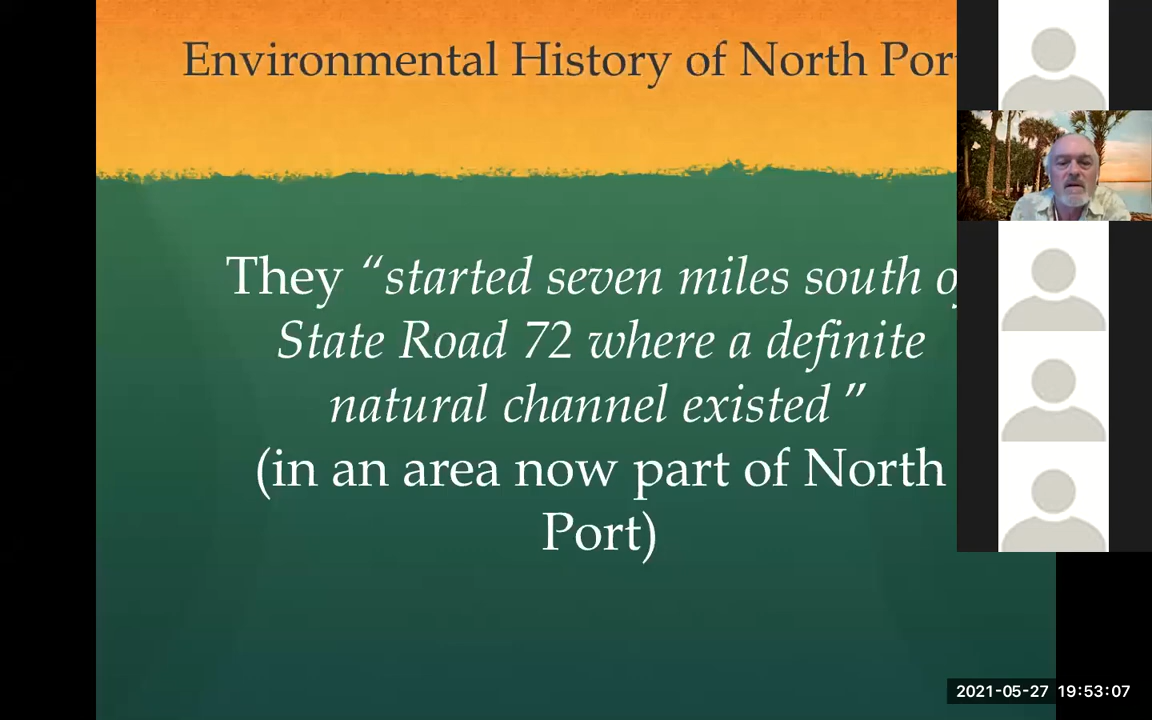 Environmental History of North Por
They “started seven miles south o
State Road 72 where a definite
natural channel existed ”
(in an area now part of North
Port)
2021-05-27 19:53:07